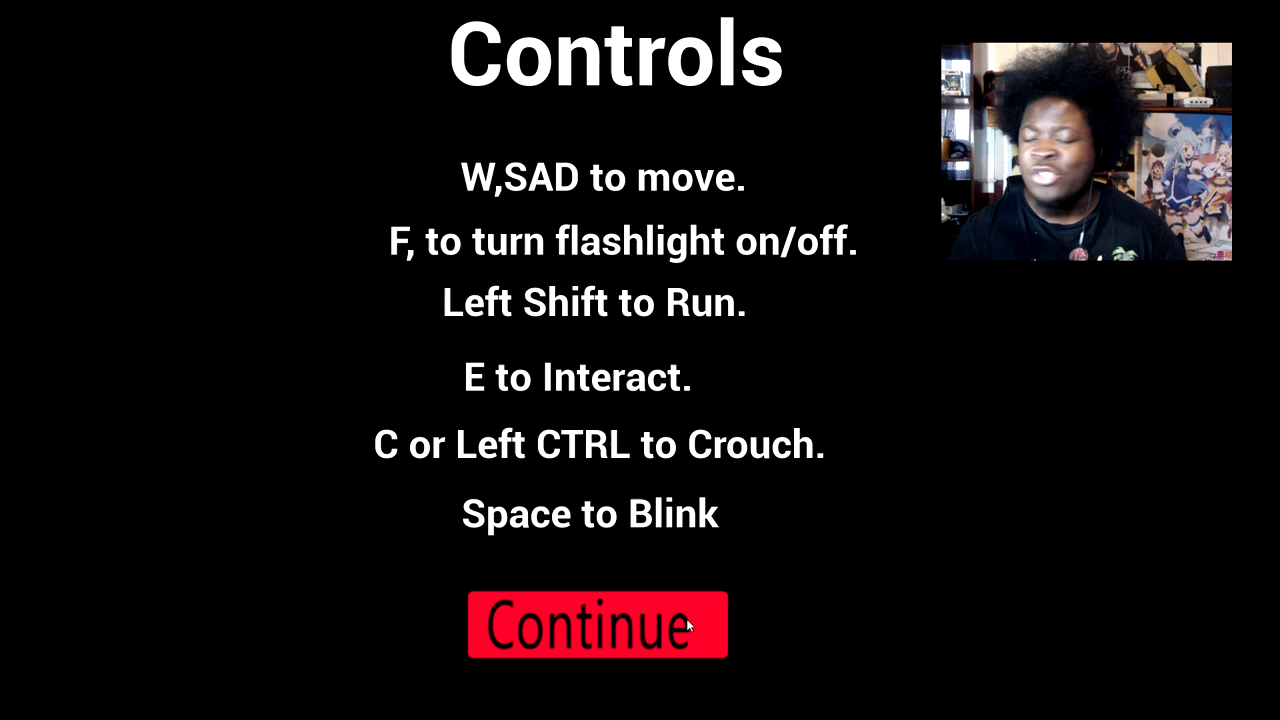 Controls
W,SAD to move.
F, to turn flashlight on/off.
Left Shift to Run.
E to Interact.
C or Left CTRL to Crouch.
Space to Blink
Continue